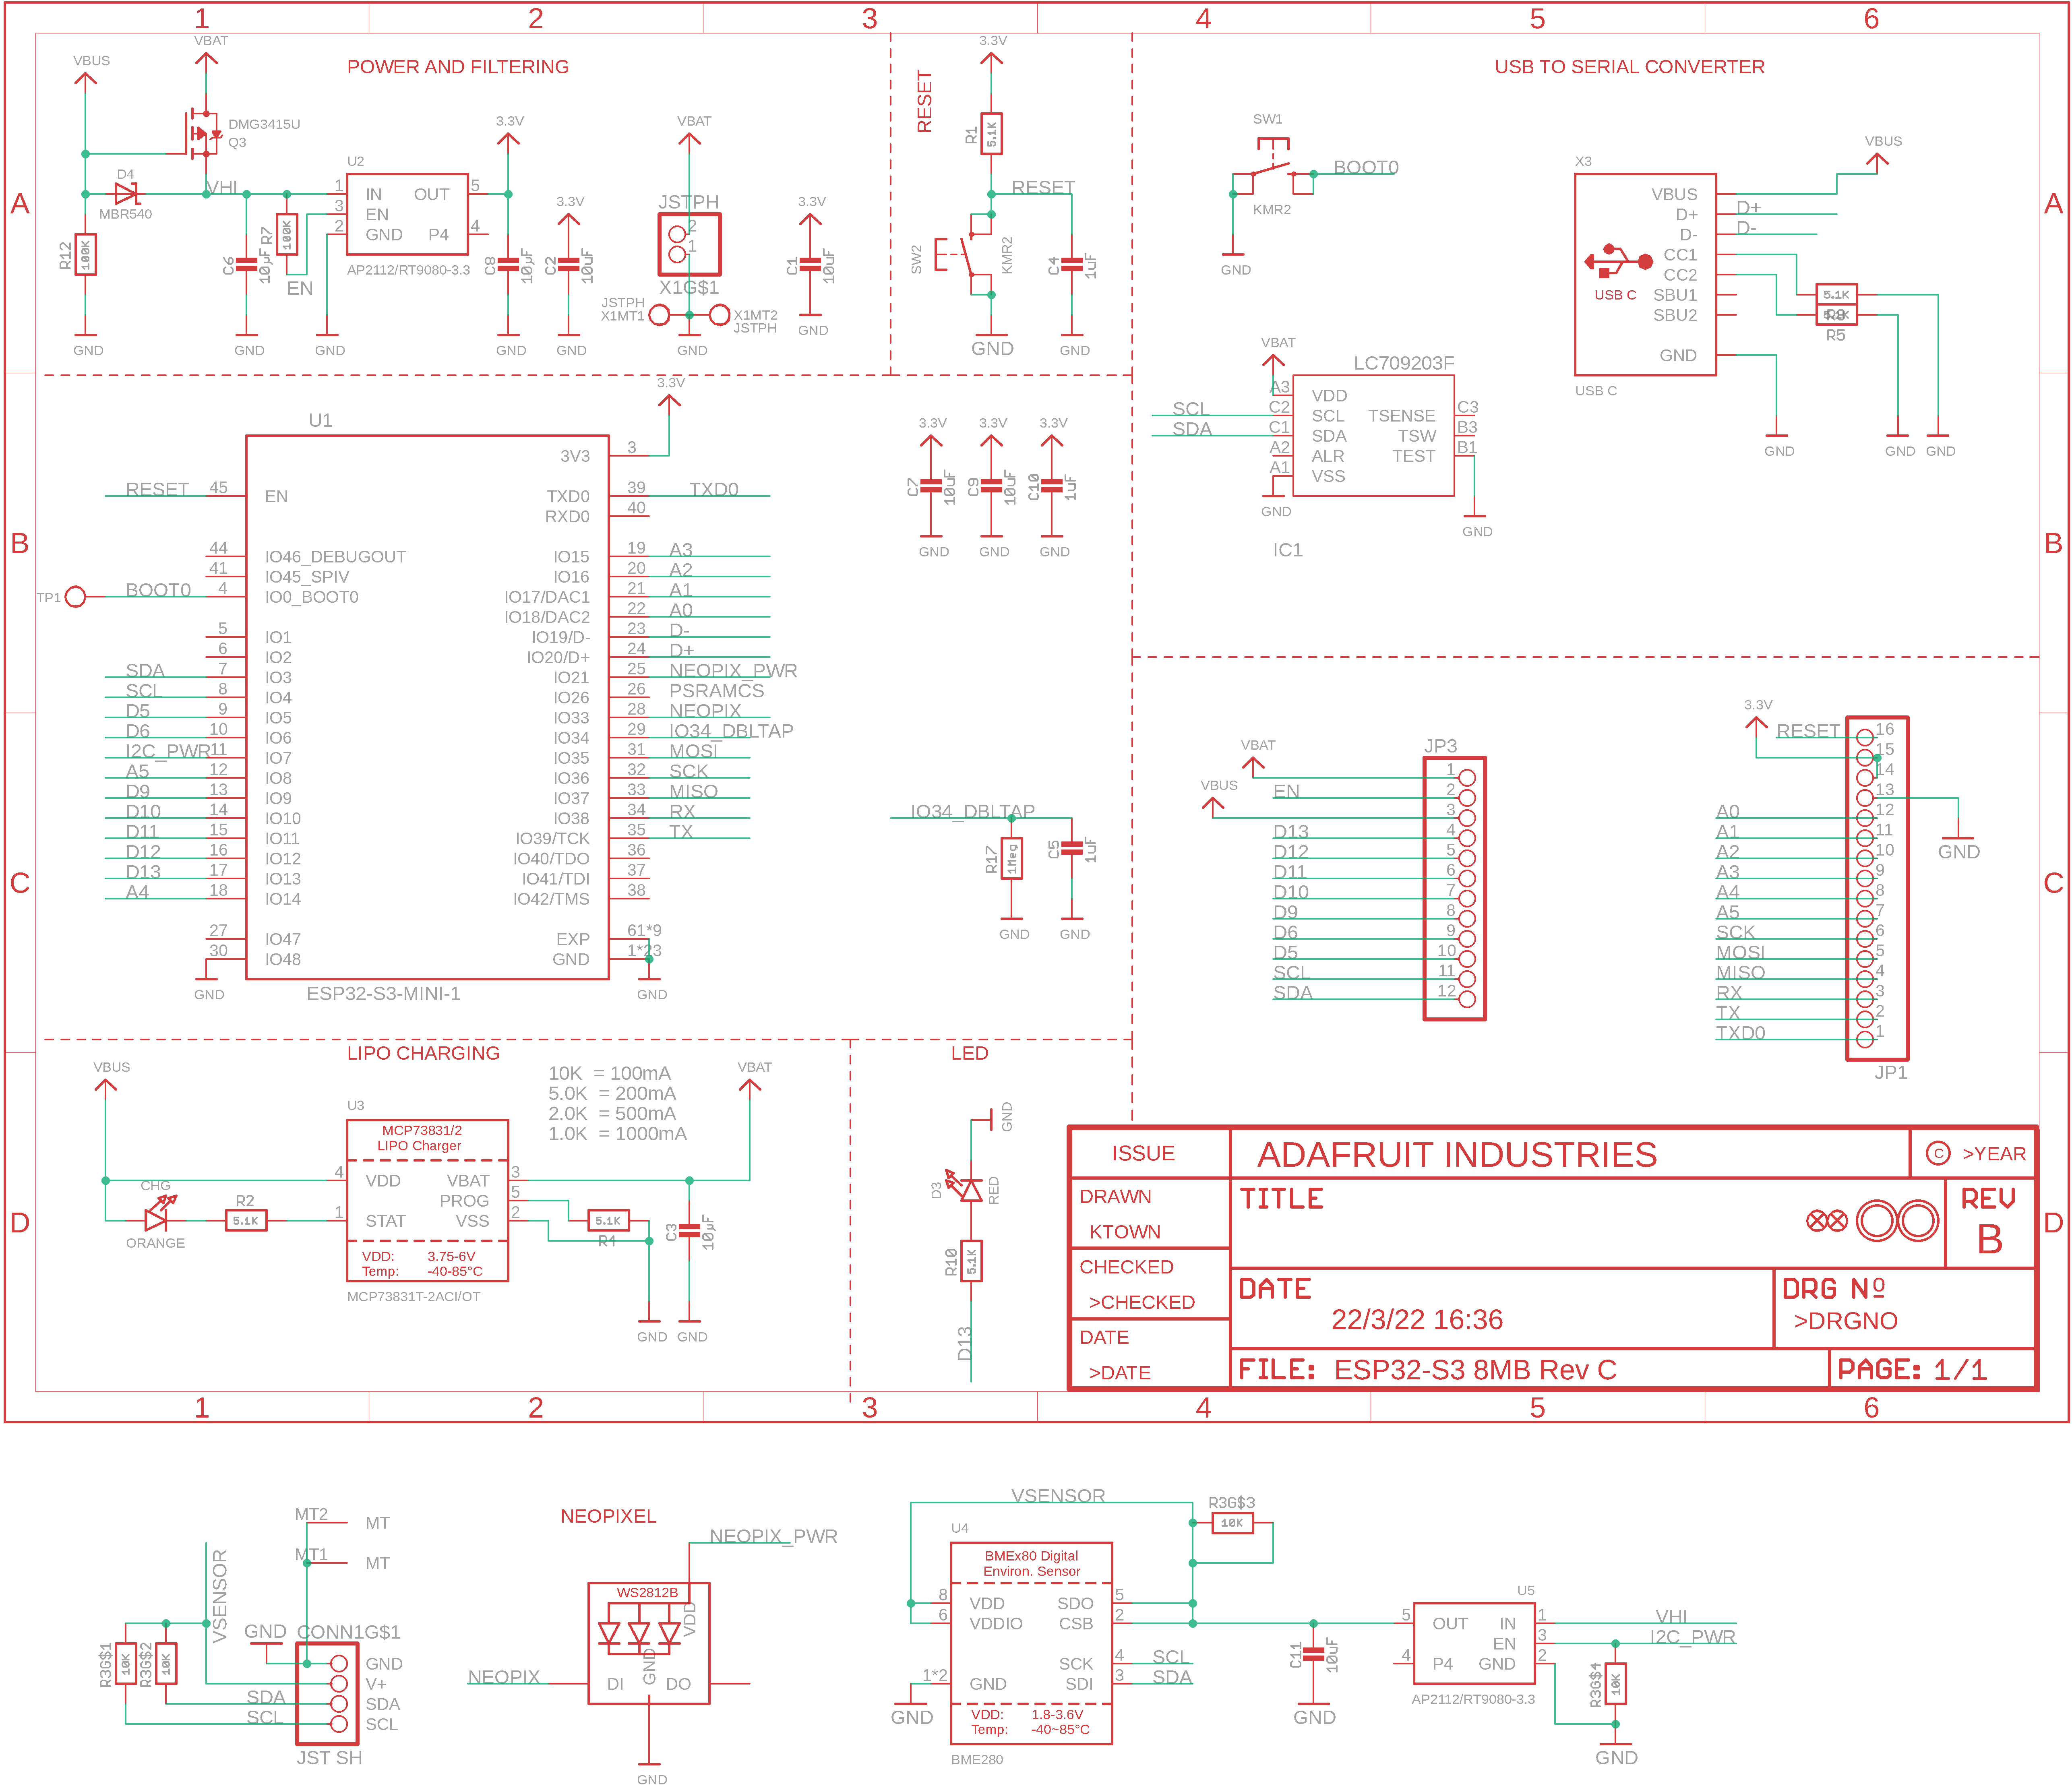 1 2 3 4 5 6
A
B
C
D
A
B
C
D
POWER AND FILTERING
VBUS
VBAT
DMG3415U
Q3
D4
MBR540
VHI
R12
100K
GND
C6
10µF
GND
R7
100K
EN
GND
U2
1 IN OUT 5
3 EN
2 GND P4 4
AP2112/RT9080-3.3
3.3V
C8
10µF
GND
3.3V
C2
10uF
GND
VBAT
JSTPH
2
1
X1G$1
JSTPH
X1MT1
X1MT2
JSTPH
GND
3.3V
C1
10uF
GND
RESET
3.3V
R1
5.1K
RESET
SW2
KMR2
GND
C4
1uF
GND
USB TO SERIAL CONVERTER
SW1
BOOT0
KMR2
GND
X3
VBUS
VBUS
D+ D+
D- D-
CC1
CC2
SBU1
SBU2
GND
USB C
USB C
5.1K
R5
GND
GND
GND
VBAT
LC709203F
A3 VDD
SCL C2 SCL TSENSE C3
SDA C1 SDA TSW B3
A2 ALR TEST B1
A1 VSS
GND
GND
IC1
U1
3.3V
3V3 3
RESET 45 EN TXD0 39 TXD0
RXD0 40
44 IO46_DEBUGOUT IO15 19 A3
41 IO45_SPIV IO16 20 A2
TP1 BOOT0 4 IO0_BOOT0 IO17/DAC1 21 A1
IO18/DAC2 22 A0
5 IO1 IO19/D- 23 D-
6 IO2 IO20/D+ 24 D+
SDA 7 IO3 IO21 25 NEOPIX_PWR
SCL 8 IO4 IO26 26 PSRAMCS
D5 9 IO5 IO33 28 NEOPIX
D6 10 IO6 IO34 29 IO34_DBLTAP
I2C_PWR 11 IO7 IO35 31 MOSI
A5 12 IO8 IO36 32 SCK
D9 13 IO9 IO37 33 MISO
D10 14 IO10 IO38 34 RX
D11 15 IO11 IO39/TCK 35 TX
D12 16 IO12 IO40/TDO 36
D13 17 IO13 IO41/TDI 37
A4 18 IO14 IO42/TMS 38
27 IO47 EXP 61*9
30 IO48 GND 1*23
GND
GND
ESP32-S3-MINI-1
3.3V 3.3V 3.3V
C7 10uF C9 10uF C10 1uF
GND GND GND
IO34_DBLTAP
R17
1Meg
C5
1uF
GND
GND
VBAT
VBUS
JP3
1
EN 2
3
D13 4
D12 5
D11 6
D10 7
D9 8
D6 9
D5 10
SCL 11
SDA 12
3.3V
RESET 16
15
14
13
GND
A0 12
A1 11
A2 10
A3 9
A4 8
A5 7
SCK 6
MOSI 5
MISO 4
RX 3
TX 2
TXD0 1
JP1
LIPO CHARGING
VBUS
VBAT
10K = 100mA
5.0K = 200mA
2.0K = 500mA
1.0K = 1000mA
U3
MCP73831/2
LIPO Charger
4 VDD VBAT 3
PROG 5
1 STAT VSS 2
VDD: 3.75-6V
Temp: -40-85°C
MCP73831T-2ACI/OT
CHG
ORANGE
R2
5.1K
5.1K
R4
C3
10µF
GND
GND
LED
GND
D3
RED
R10
5.1K
D13
ISSUE
ADAFRUIT INDUSTRIES
C >YEAR
DRAWN
KTOWN
TITLE
REV
B
CHECKED
>CHECKED
DATE
22/3/22 16:36
DRG Nº
>DRGNO
DATE
>DATE
FILE: ESP32-S3 8MB Rev C
PAGE: 1/1
1 2 3 4 5 6
MT2 MT
MT1 MT
VSENSOR
GND
CONN1G$1
R3G$1
10K
R3G$2
10K
GND
V+
SDA SDA
SCL SCL
JST SH
NEOPIXEL
NEOPIX_PWR
WS2812B
VDD
GND
NEOPIX DI DO
GND
VSENSOR
R3G$3
10K
U4
BMEx80 Digital
Environ. Sensor
8 VDD SDO 5
6 VDDIO CSB 2
SCK 4 SCL
1*2 GND SDI 3 SDA
VDD: 1.8-3.6V
Temp: -40~85°C
BME280
GND
C11
10uF
GND
U5
5 OUT IN 1 VHI
EN 3 I2C_PWR
4 P4 GND 2
AP2112/RT9080-3.3
R3G$4
10K
GND